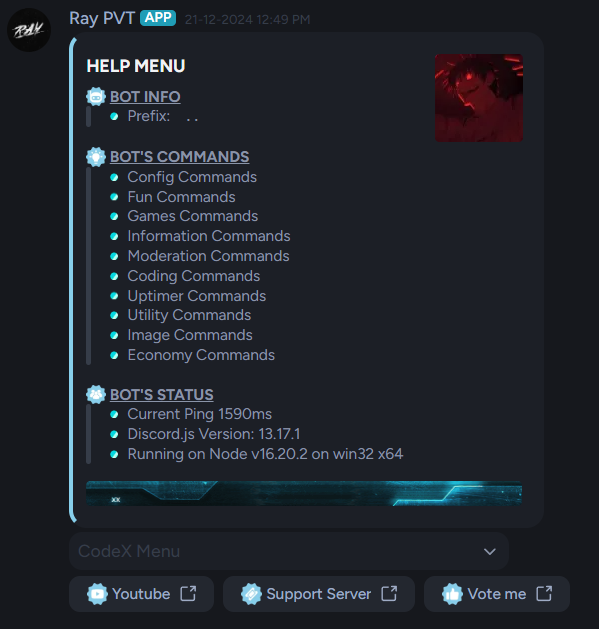 RAY
Ray PVT APP 21-12-2024 12:49 PM
HELP MENU
BOT INFO
Prefix: . .
BOT'S COMMANDS
Config Commands
Fun Commands
Games Commands
Information Commands
Moderation Commands
Coding Commands
Uptimer Commands
Utility Commands
Image Commands
Economy Commands
BOT'S STATUS
Current Ping 1590ms
Discord.js Version: 13.17.1
Running on Node v16.20.2 on win32 x64
XX
CodeX Menu
Youtube
Support Server
Vote me